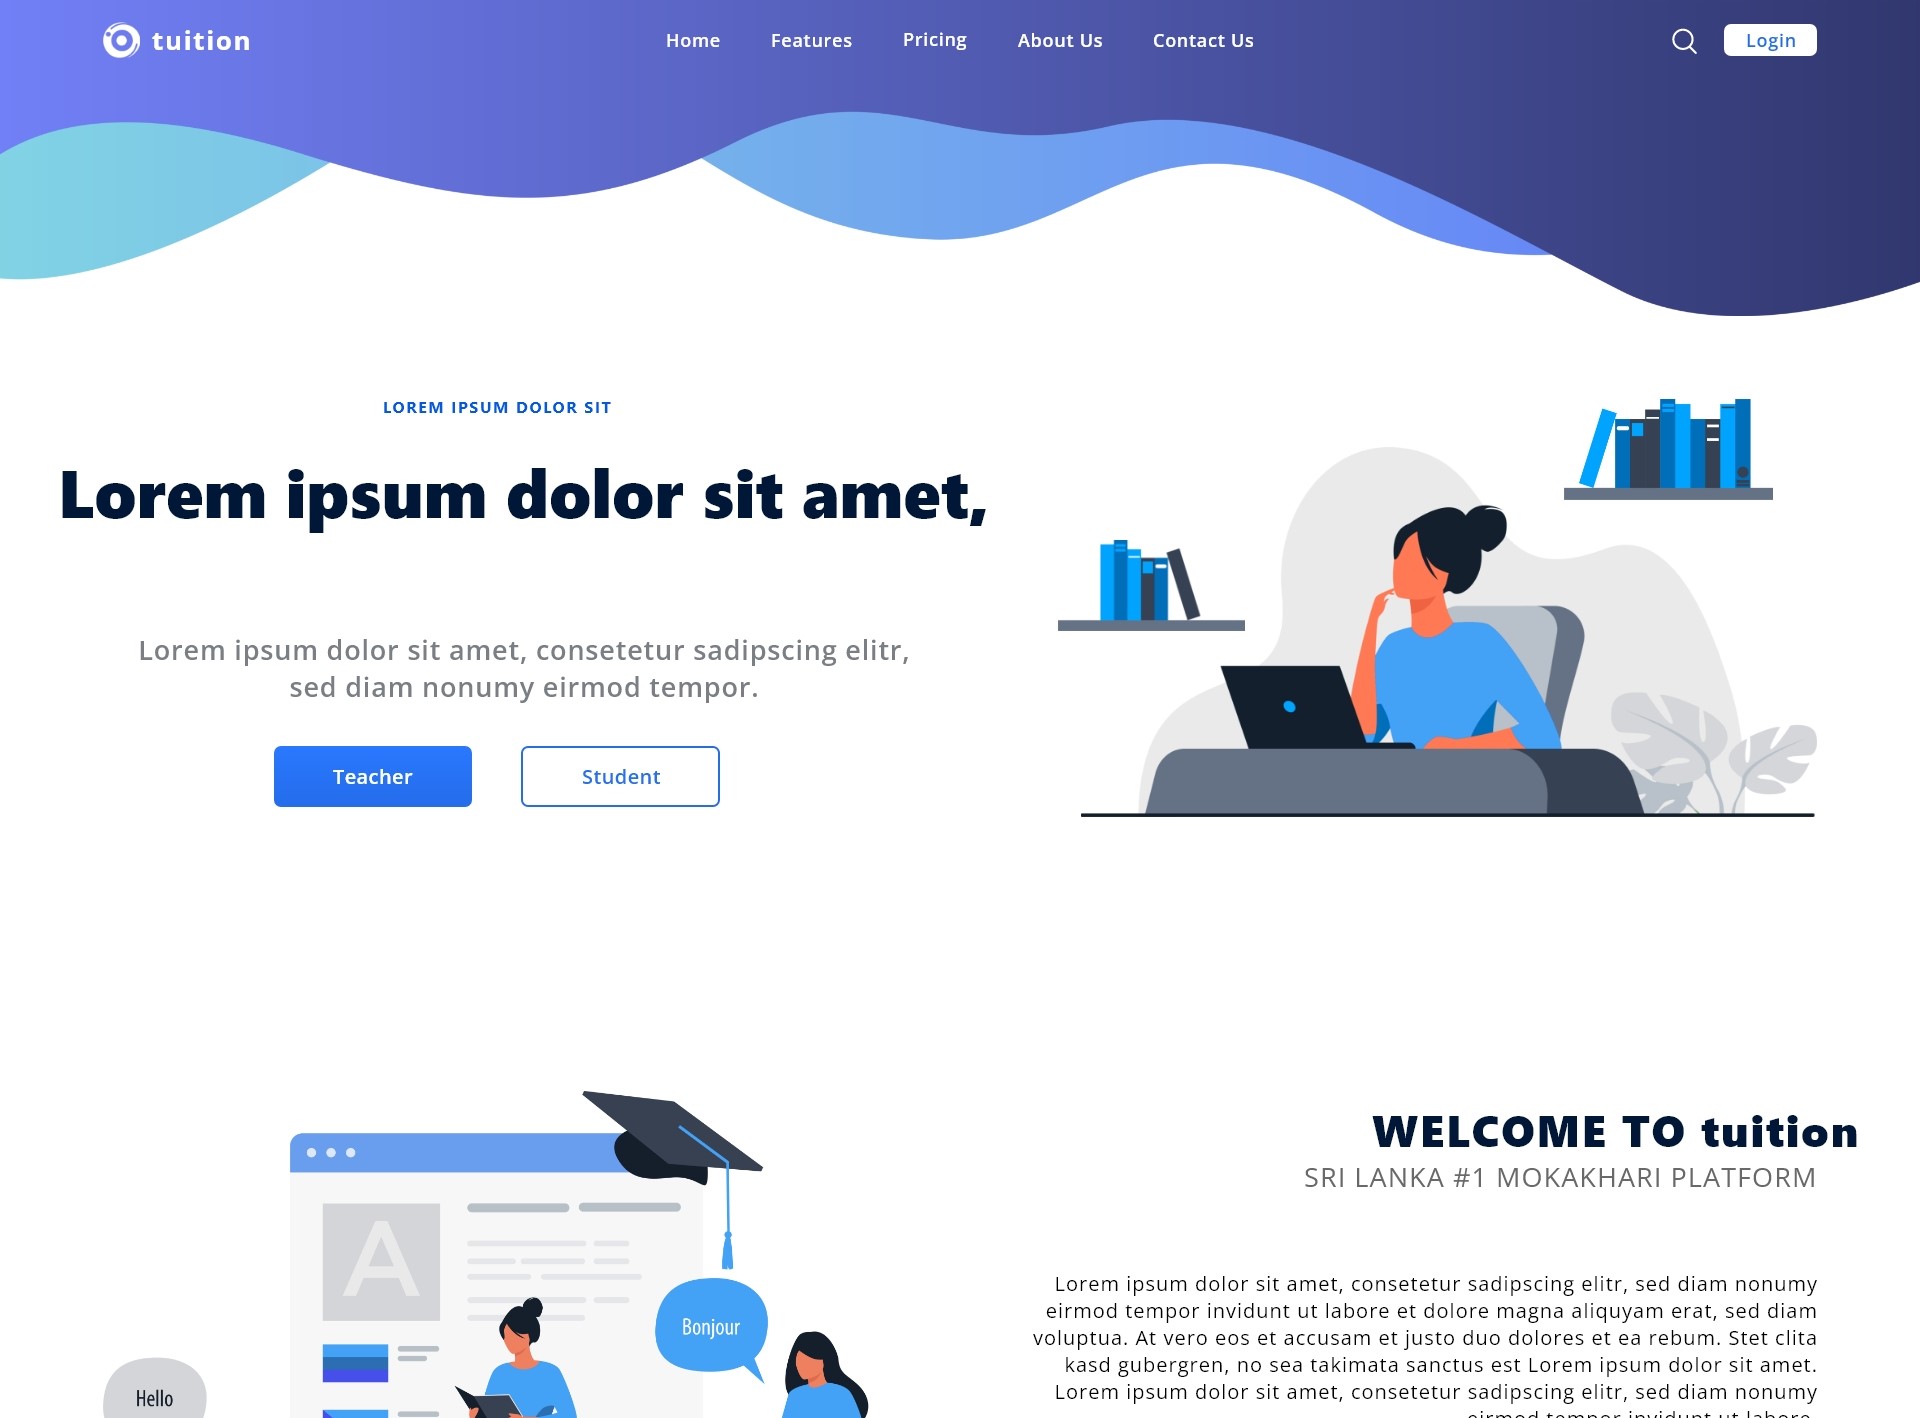 tuition
Home
Features
Pricing
About Us
Contact Us
Login
LOREM IPSUM DOLOR SIT
Lorem ipsum dolor sit amet,
Lorem ipsum dolor sit amet, consetetur sadipscing elitr,
sed diam nonumy eirmod tempor.
Teacher
Student
A
Bonjour
Hello
WELCOME TO tuition
SRI LANKA #1 MOKAKHARI PLATFORM
Lorem ipsum dolor sit amet, consetetur sadipscing elitr, sed diam nonumy
eirmod tempor invidunt ut labore et dolore magna aliquyam erat, sed diam
voluptua. At vero eos et accusam et justo duo dolores et ea rebum. Stet clita
kasd gubergren, no sea takimata sanctus est Lorem ipsum dolor sit amet.
Lorem ipsum dolor sit amet, consetetur sadipscing elitr, sed diam nonumy
eirmod tempor invidunt ut labore.